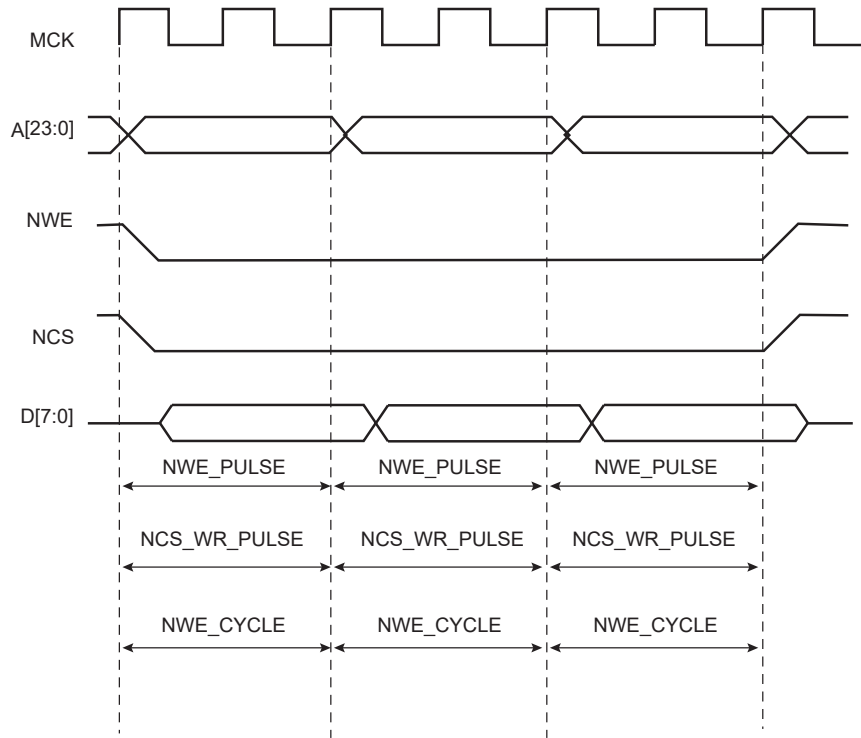 MCK
A[23:0]
NWE
NCS
D[7:0]
NWE_PULSE NWE_PULSE NWE_PULSE
NCS_WR_PULSE NCS_WR_PULSE NCS_WR_PULSE
NWE_CYCLE NWE_CYCLE NWE_CYCLE